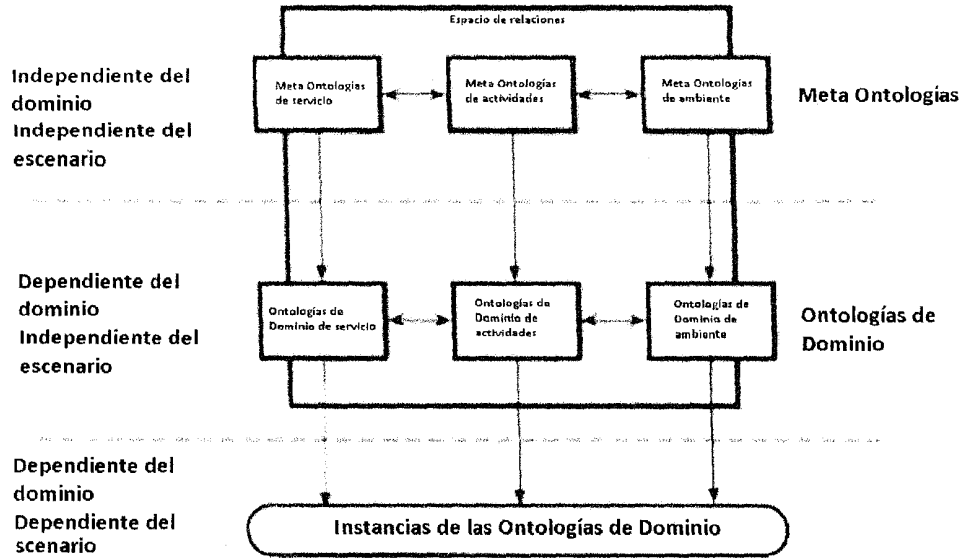 Espacio de relaciones
Independiente del
dominio
Independiente del
escenario
Meta Ontologías
de servicio
Meta Ontologías
de actividades
Meta Ontologías
de ambiente
Meta Ontologías
Dependiente del
dominio
Independiente del
escenario
Ontologías de
Dominio de servicio
Ontologías de
Dominio de
actividades
Ontologías de
Dominio de
ambiente
Ontologías de
Dominio
Dependiente del
dominio
Dependiente del
scenario
Instancias de las Ontologías de Dominio